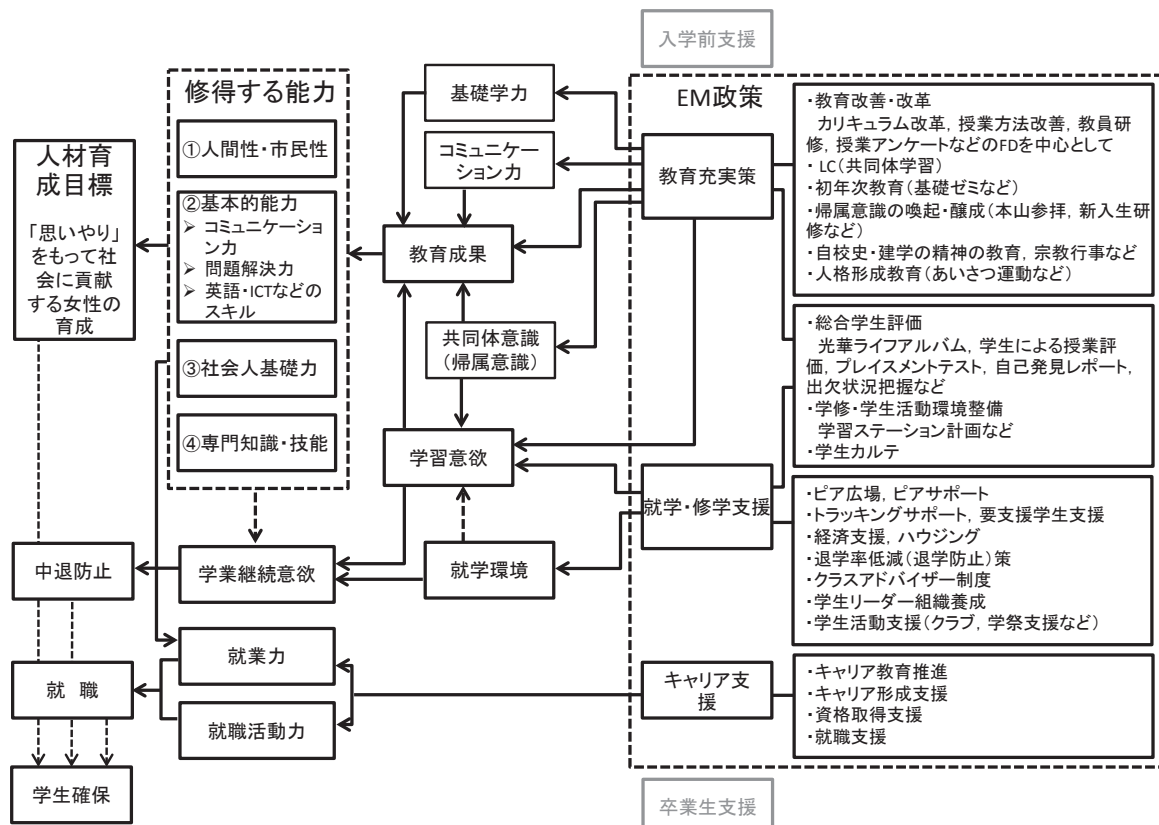 入学前支援
修得する能力
①人間性・市民性
②基本的能力
➢ コミュニケーショ
ン力
➢ 問題解決力
➢ 英語・ICTなどの
スキル
③社会人基礎力
④専門知識・技能
人材育
成目標
「思いやり」
をもって社
会に貢献
する女性の
育成
基礎学力
コミュニケー
ション力
教育成果
共同体意識
(帰属意識)
学習意欲
就学環境
学業継続意欲
中退防止
就業力
就職活動力
就 職
学生確保
EM政策
教育充実策
就学・修学支援
キャリア支
援
・教育改善・改革
カリキュラム改革, 授業方法改善, 教員研
修, 授業アンケートなどのFDを中心として
・LC(共同体学習)
・初年次教育(基礎ゼミなど)
・帰属意識の喚起・醸成(本山参拝, 新入生研
修など)
・自校史・建学の精神の教育, 宗教行事など
・人格形成教育(あいさつ運動など)
・総合学生評価
光華ライフアルバム, 学生による授業評
価, プレイスメントテスト, 自己発見レポート,
出欠状況把握など
・学修・学生活動環境整備
学習ステーション計画など
・学生カルテ
・ピア広場, ピアサポート
・トラッキングサポート, 要支援学生支援
・経済支援, ハウジング
・退学率低減(退学防止)策
・クラスアドバイザー制度
・学生リーダー組織養成
・学生活動支援(クラブ, 学祭支援など)
・キャリア教育推進
・キャリア形成支援
・資格取得支援
・就職支援
卒業生支援